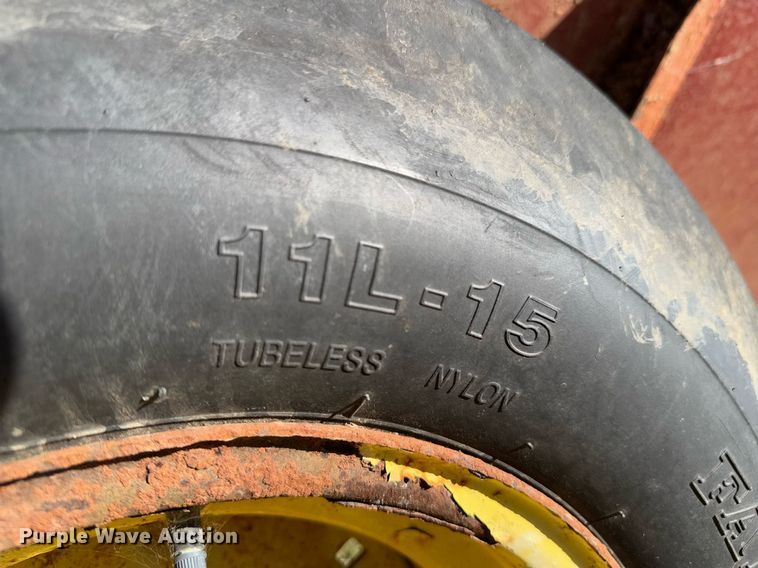 11L-15
TUBELESS NYLON
Purple Wave Auction